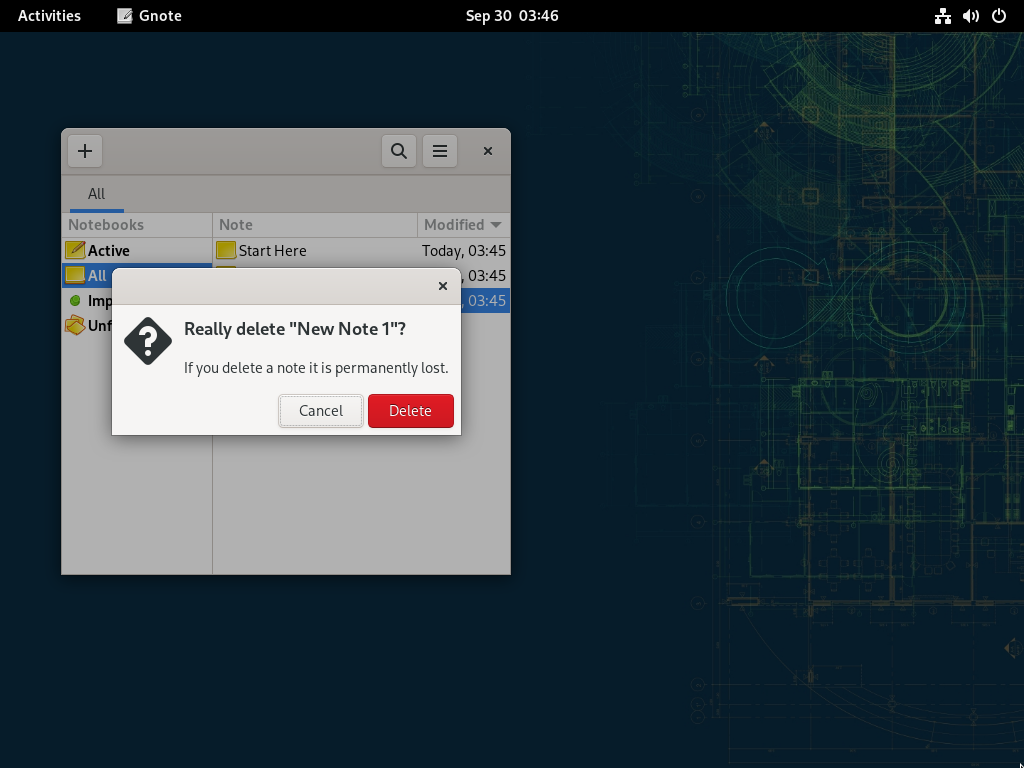 Activities Gnote Sep 30 03:46
All
Notebooks Note Modified
Active Start Here Today, 03:45
All , 03:45
Imp , 03:45
Unf
Really delete "New Note 1"?
If you delete a note it is permanently lost.
Cancel Delete